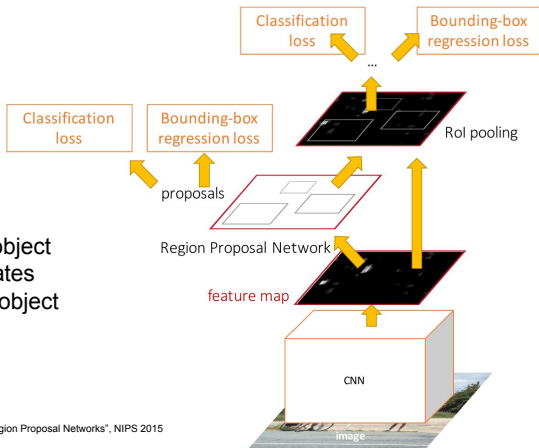 Classification
loss
Bounding-box
regression loss
...
Classification
loss
Bounding-box
regression loss
RoI pooling
proposals
object
Region Proposal Network
ates
object
feature map
CNN
image
gion Proposal Networks", NIPS 2015